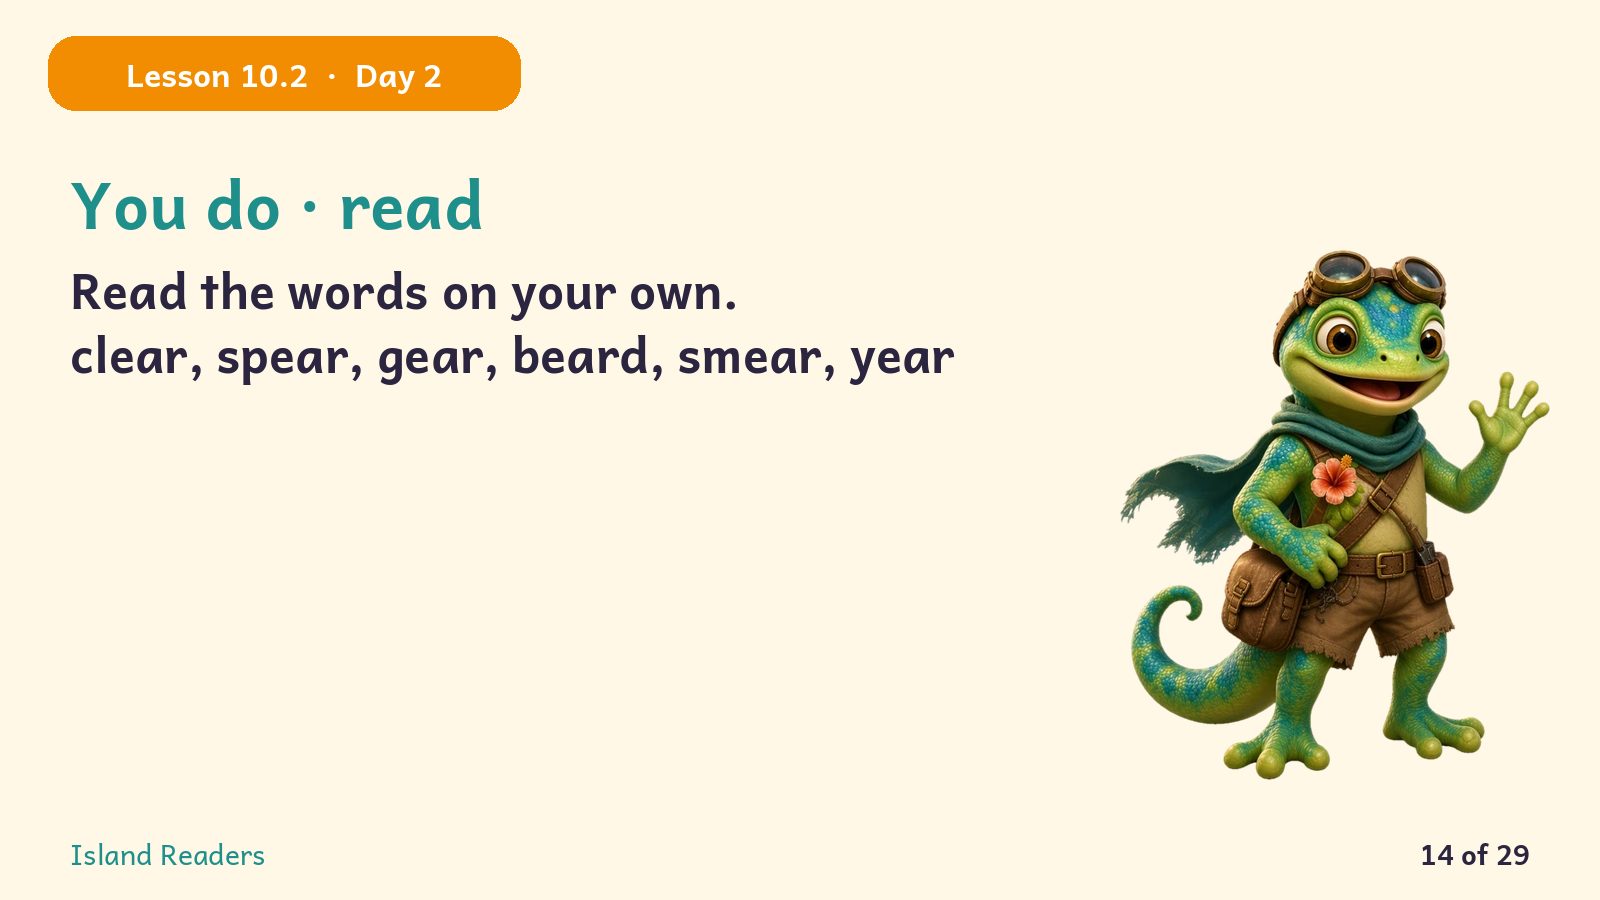 Lesson 10.2 · Day 2
You do · read
Read the words on your own.
clear, spear, gear, beard, smear, year
Island Readers
14 of 29